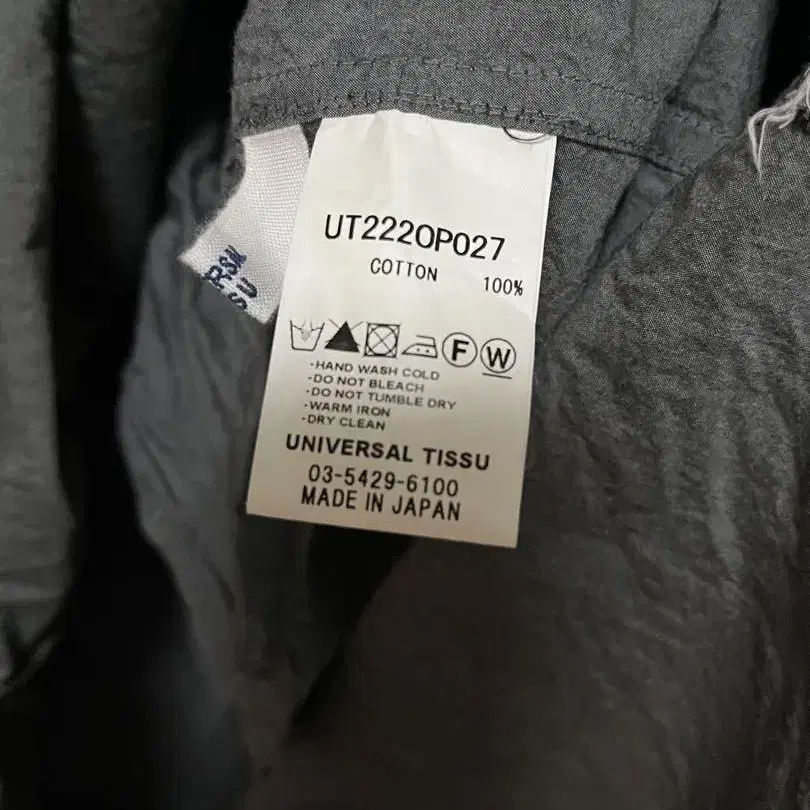 UT222OP027
COTTON 100%
F W
·HAND WASH COLD
·DO NOT BLEACH
·DO NOT TUMBLE DRY
·WARM IRON
·DRY CLEAN
UNIVERSAL TISSU
03-5429-6100
MADE IN JAPAN